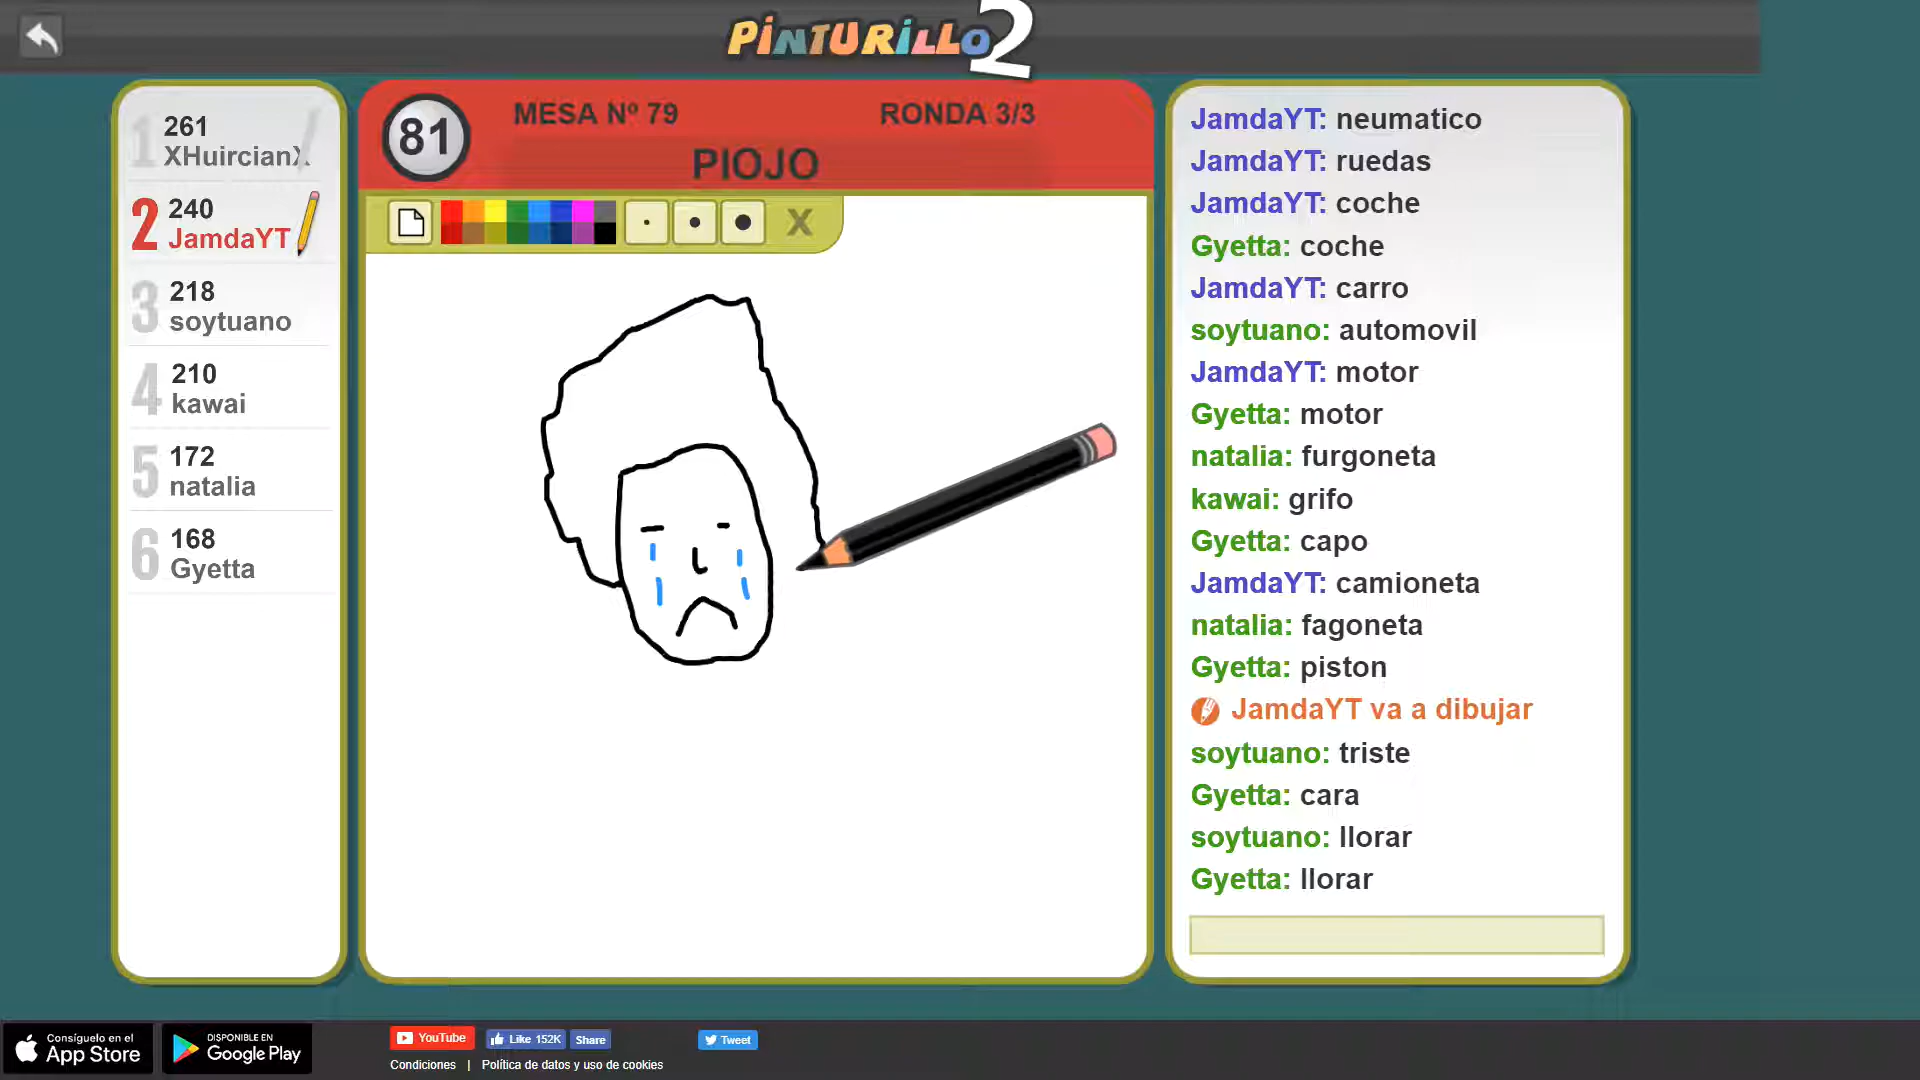 PINTURILLO 2
1 261
XHuircianX
2 240
JamdaYT
3 218
soytuano
4 210
kawai
5 172
natalia
6 168
Gyetta
81
MESA Nº 79
RONDA 3/3
PIOJO
X
JamdaYT: neumatico
JamdaYT: ruedas
JamdaYT: coche
Gyetta: coche
JamdaYT: carro
soytuano: automovil
JamdaYT: motor
Gyetta: motor
natalia: furgoneta
kawai: grifo
Gyetta: capo
JamdaYT: camioneta
natalia: fagoneta
Gyetta: piston
JamdaYT va a dibujar
soytuano: triste
Gyetta: cara
soytuano: llorar
Gyetta: llorar
Consíguelo en el
App Store
DISPONIBLE EN
Google Play
YouTube
Like 152K
Share
Tweet
Condiciones | Política de datos y uso de cookies